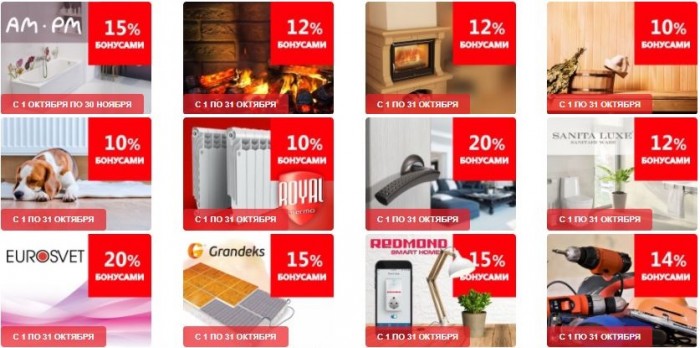 AM·PM
15%
БОНУСАМИ
С 1 ОКТЯБРЯ ПО 30 НОЯБРЯ
12%
БОНУСАМИ
С 1 ПО 31 ОКТЯБРЯ
12%
БОНУСАМИ
С 1 ПО 31 ОКТЯБРЯ
10%
БОНУСАМИ
С 1 ПО 31 ОКТЯБРЯ
10%
БОНУСАМИ
С 1 ПО 31 ОКТЯБРЯ
10%
БОНУСАМИ
ROYAL
thermo
С 1 ПО 31 ОКТЯБРЯ
20%
БОНУСАМИ
С 1 ПО 31 ОКТЯБРЯ
SANITA LUXE
SANITARYWARE
12%
БОНУСАМИ
С 1 ПО 31 ОКТЯБРЯ
EUROSVET
20%
БОНУСАМИ
С 1 ПО 31 ОКТЯБРЯ
Grandeks
15%
БОНУСАМИ
С 1 ПО 31 ОКТЯБРЯ
REDMOND
SMART HOME
15%
БОНУСАМИ
С 1 ПО 31 ОКТЯБРЯ
14%
БОНУСАМИ
С 1 ПО 31 ОКТЯБРЯ